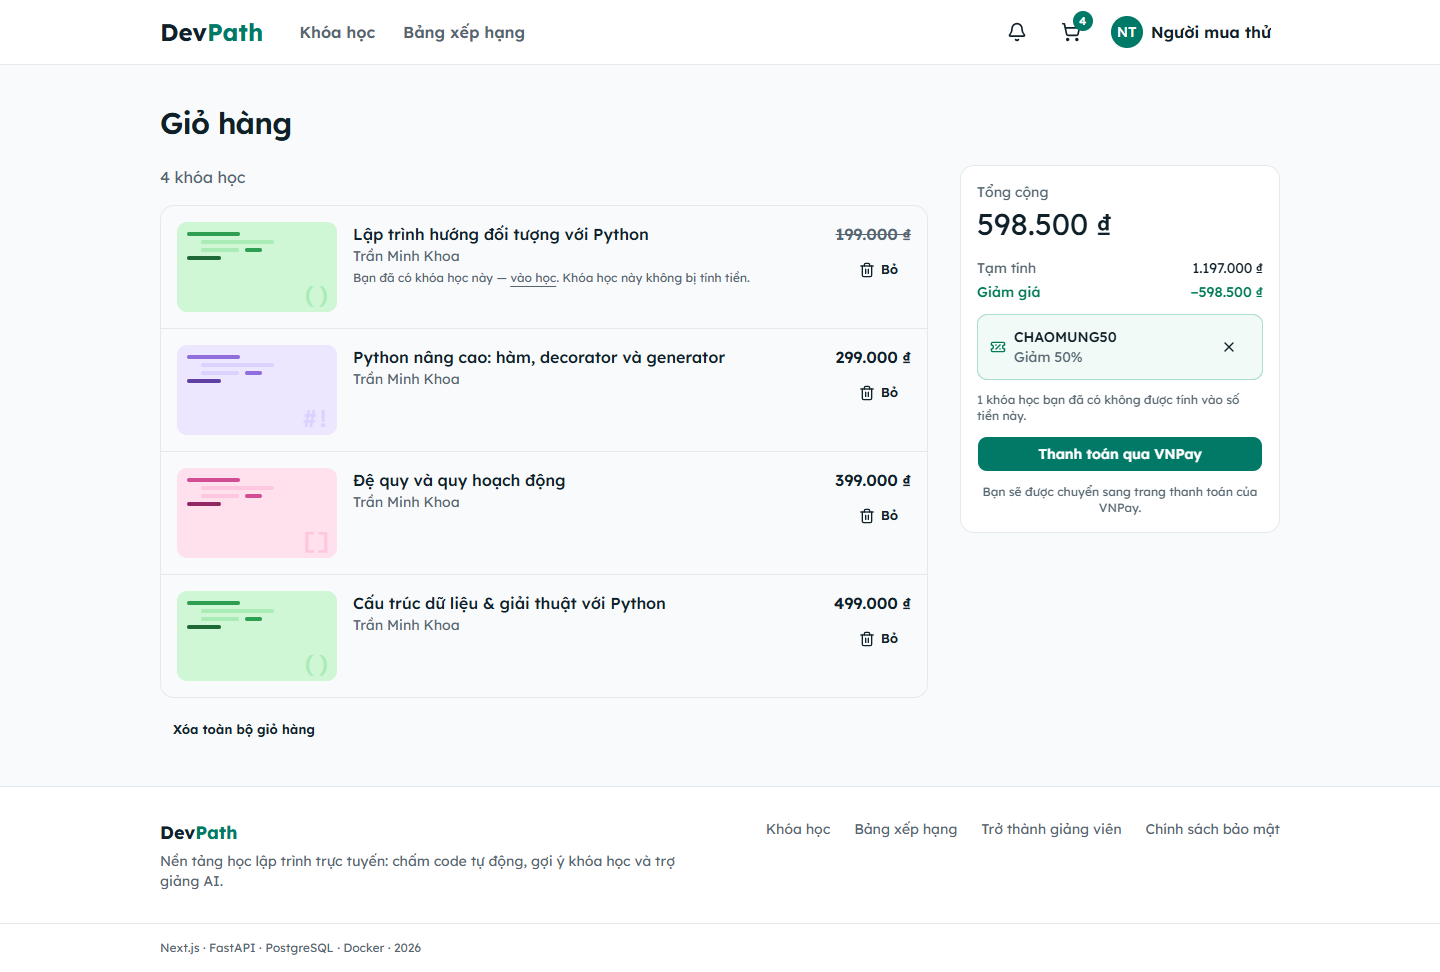 DevPath
Khóa học
Bảng xếp hạng
4
NT
Người mua thử
Giỏ hàng
4 khóa học
()
Lập trình hướng đối tượng với Python
Trần Minh Khoa
Bạn đã có khóa học này — vào học. Khóa học này không bị tính tiền.
199.000 ₫
Bỏ
#!
Python nâng cao: hàm, decorator và generator
Trần Minh Khoa
299.000 ₫
Bỏ
[]
Đệ quy và quy hoạch động
Trần Minh Khoa
399.000 ₫
Bỏ
()
Cấu trúc dữ liệu & giải thuật với Python
Trần Minh Khoa
499.000 ₫
Bỏ
Xóa toàn bộ giỏ hàng
Tổng cộng
598.500 ₫
Tạm tính 1.197.000 ₫
Giảm giá −598.500 ₫
CHAOMUNG50
Giảm 50%
1 khóa học bạn đã có không được tính vào số
tiền này.
Thanh toán qua VNPay
Bạn sẽ được chuyển sang trang thanh toán của
VNPay.
DevPath
Nền tảng học lập trình trực tuyến: chấm code tự động, gợi ý khóa học và trợ
giảng AI.
Khóa học
Bảng xếp hạng
Trở thành giảng viên
Chính sách bảo mật
Next.js · FastAPI · PostgreSQL · Docker · 2026